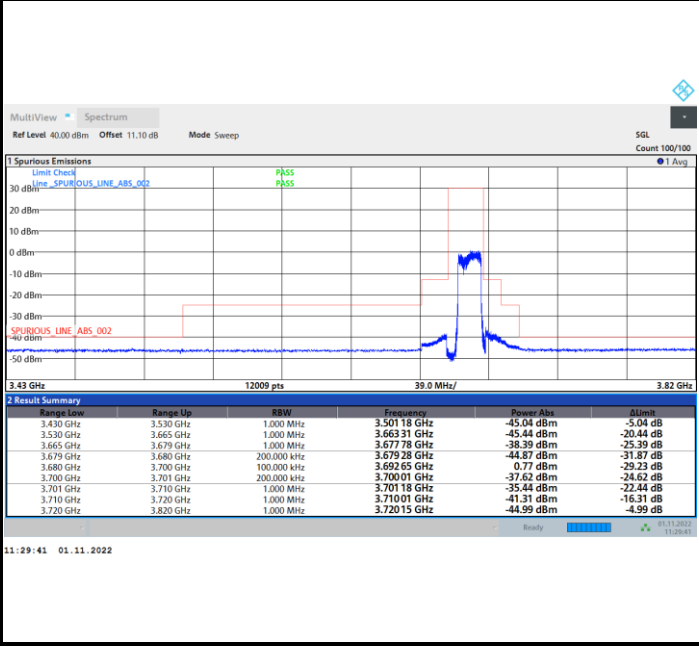 MultiView Spectrum
Ref Level 40.00 dBm Offset 11.10 dB Mode Sweep SGL
Count 100/100
1 Spurious Emissions 1 Avg
Limit Check PASS
Line _SPURIOUS_LINE_ABS_002 PASS
30 dBm
20 dBm
10 dBm
0 dBm
-10 dBm
-20 dBm
-30 dBm
SPURIOUS_LINE_ABS_002
-40 dBm
-50 dBm
3.43 GHz 12009 pts 39.0 MHz/ 3.82 GHz
2 Result Summary
Range Low Range Up RBW Frequency Power Abs ΔLimit
3.430 GHz 3.530 GHz 1.000 MHz 3.501 18 GHz -45.04 dBm -5.04 dB
3.530 GHz 3.665 GHz 1.000 MHz 3.663 31 GHz -45.44 dBm -20.44 dB
3.665 GHz 3.679 GHz 1.000 MHz 3.677 78 GHz -38.39 dBm -25.39 dB
3.679 GHz 3.680 GHz 200.000 kHz 3.679 28 GHz -44.87 dBm -31.87 dB
3.680 GHz 3.700 GHz 100.000 kHz 3.692 65 GHz 0.77 dBm -29.23 dB
3.700 GHz 3.701 GHz 200.000 kHz 3.700 01 GHz -37.62 dBm -24.62 dB
3.701 GHz 3.710 GHz 1.000 MHz 3.701 18 GHz -35.44 dBm -22.44 dB
3.710 GHz 3.720 GHz 1.000 MHz 3.710 01 GHz -41.31 dBm -16.31 dB
3.720 GHz 3.820 GHz 1.000 MHz 3.720 15 GHz -44.99 dBm -4.99 dB
Ready 01.11.2022
11:29:41
11:29:41 01.11.2022